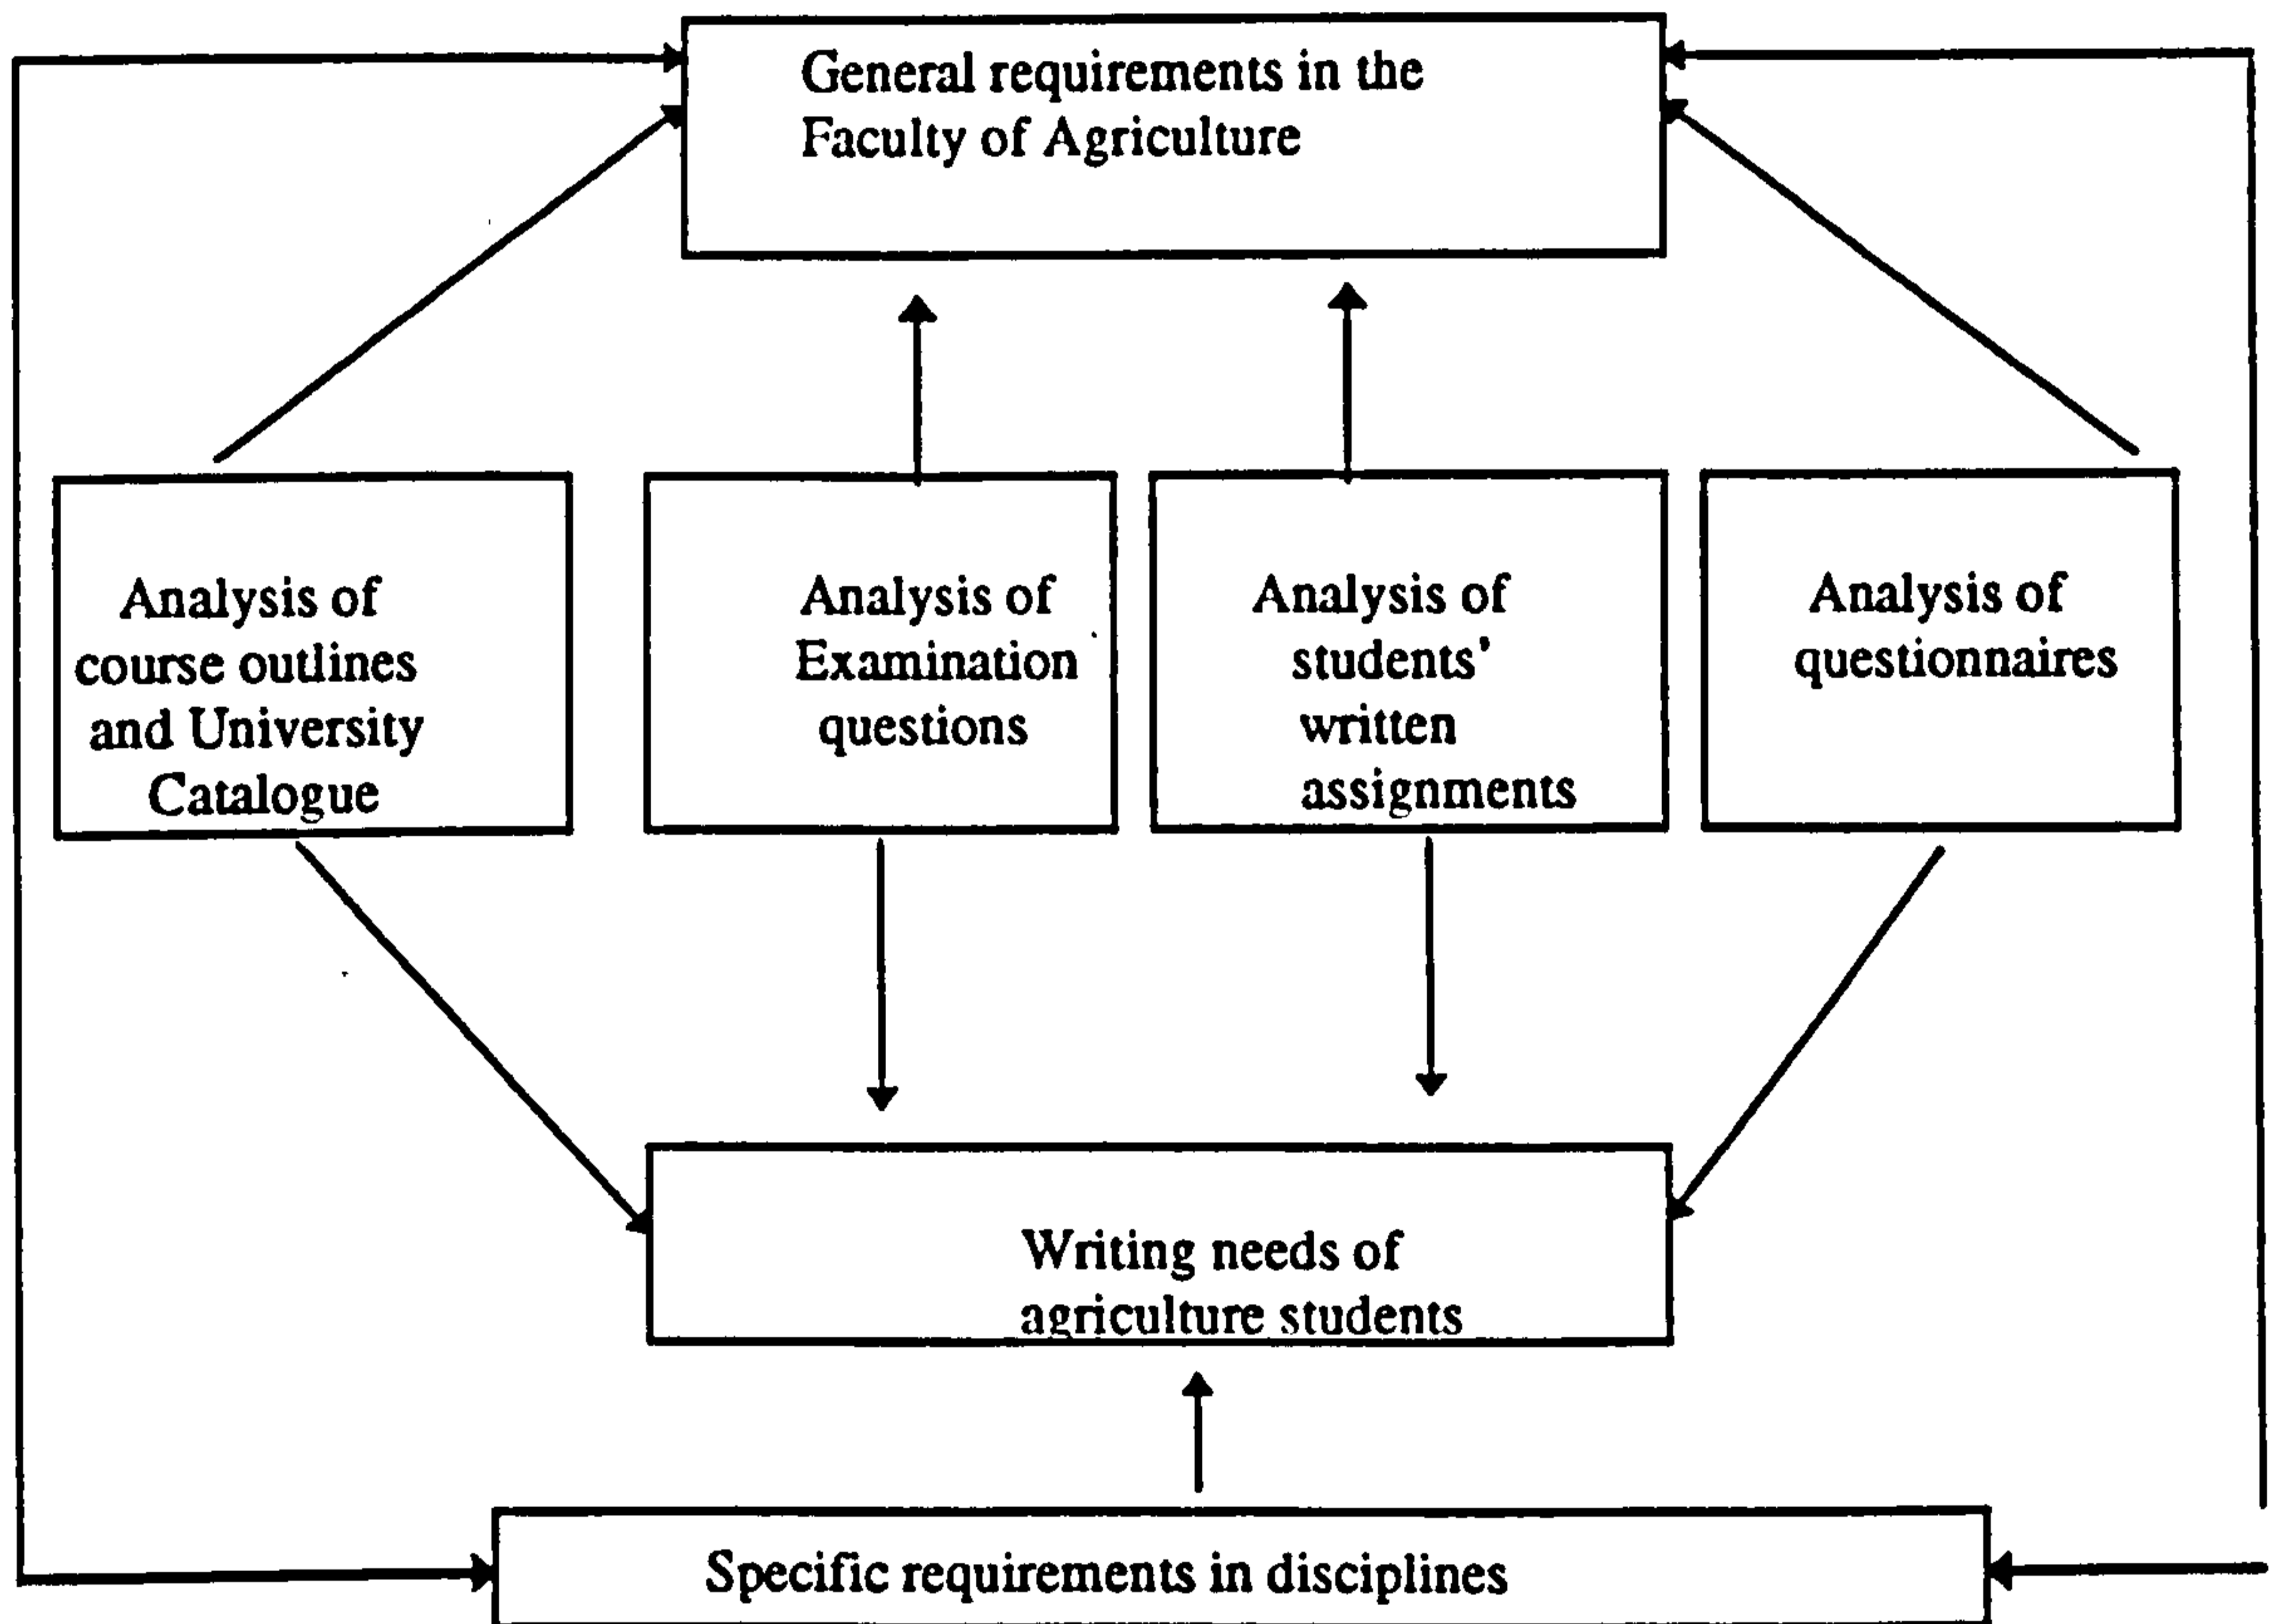 General requirements in the
Faculty of Agriculture
Analysis of
course outlines
and University
Catalogue
Analysis of
Examination
questions
Analysis of
students'
written
assignments
Analysis of
questionnaires
Writing needs of
agriculture students
Specific requirements in disciplines